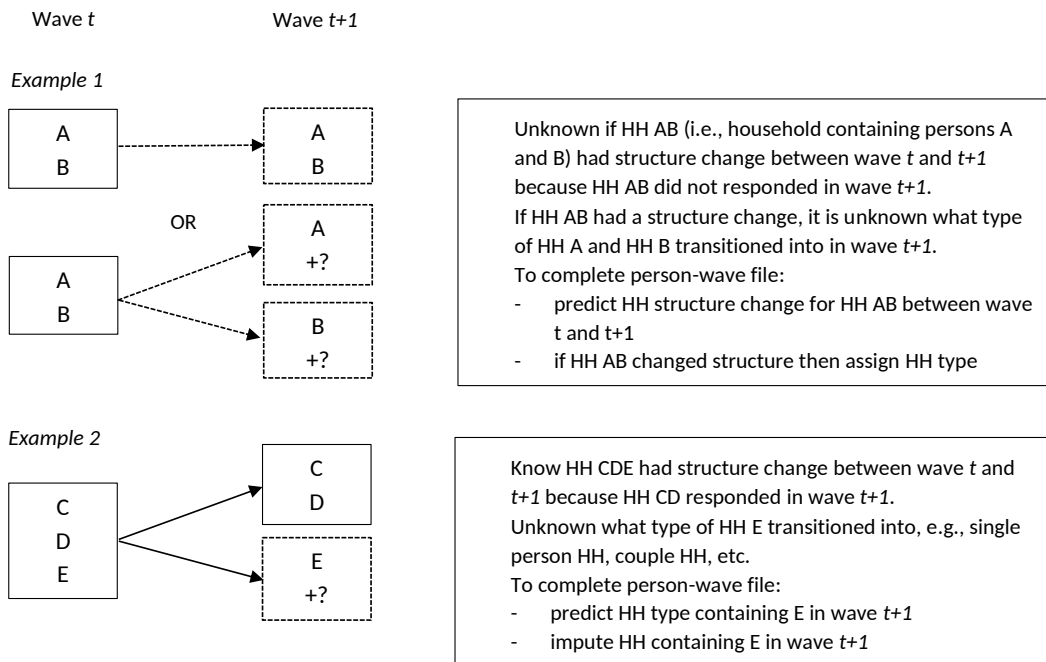 Wave t
Wave t+1
Example 1
A
B
A
B
OR
A
B
A
+?
B
+?
Unknown if HH AB (i.e., household containing persons A
and B) had structure change between wave t and t+1
because HH AB did not responded in wave t+1.
If HH AB had a structure change, it is unknown what type
of HH A and HH B transitioned into in wave t+1.
To complete person-wave file:
- predict HH structure change for HH AB between wave
t and t+1
- if HH AB changed structure then assign HH type
Example 2
C
D
E
C
D
E
+?
Know HH CDE had structure change between wave t and
t+1 because HH CD responded in wave t+1.
Unknown what type of HH E transitioned into, e.g., single
person HH, couple HH, etc.
To complete person-wave file:
- predict HH type containing E in wave t+1
- impute HH containing E in wave t+1